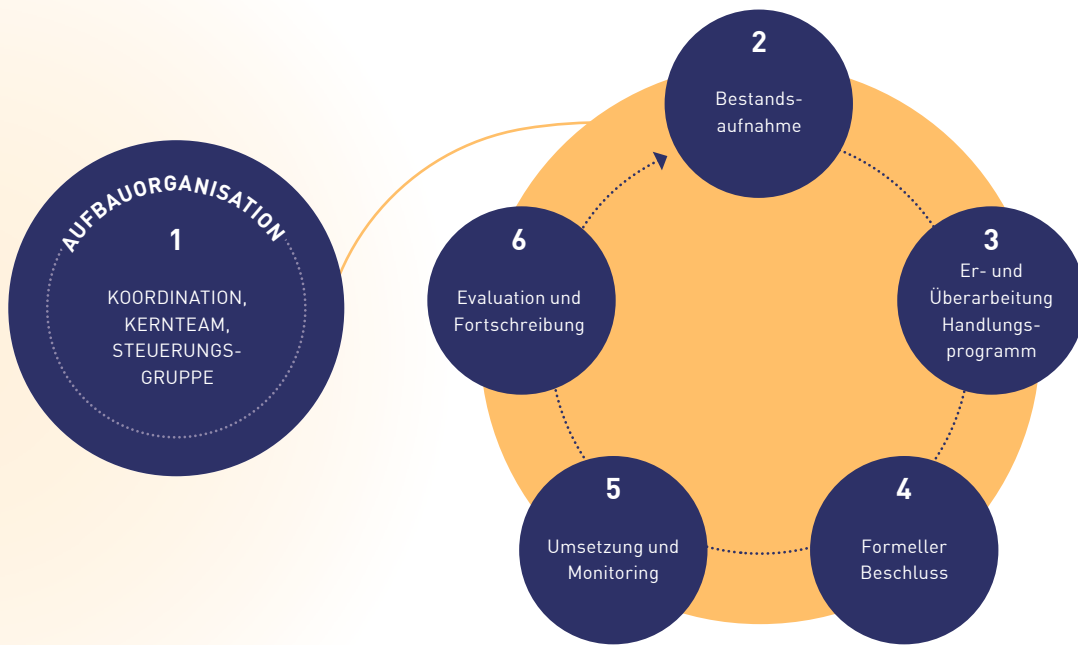 AUFBAUORGANISATION
1
KOORDINATION,
KERNTEAM,
STEUERUNGS-
GRUPPE
2
Bestands-
aufnahme
3
Er- und
Überarbeitung
Handlungs-
programm
4
Formeller
Beschluss
5
Umsetzung und
Monitoring
6
Evaluation und
Fortschreibung